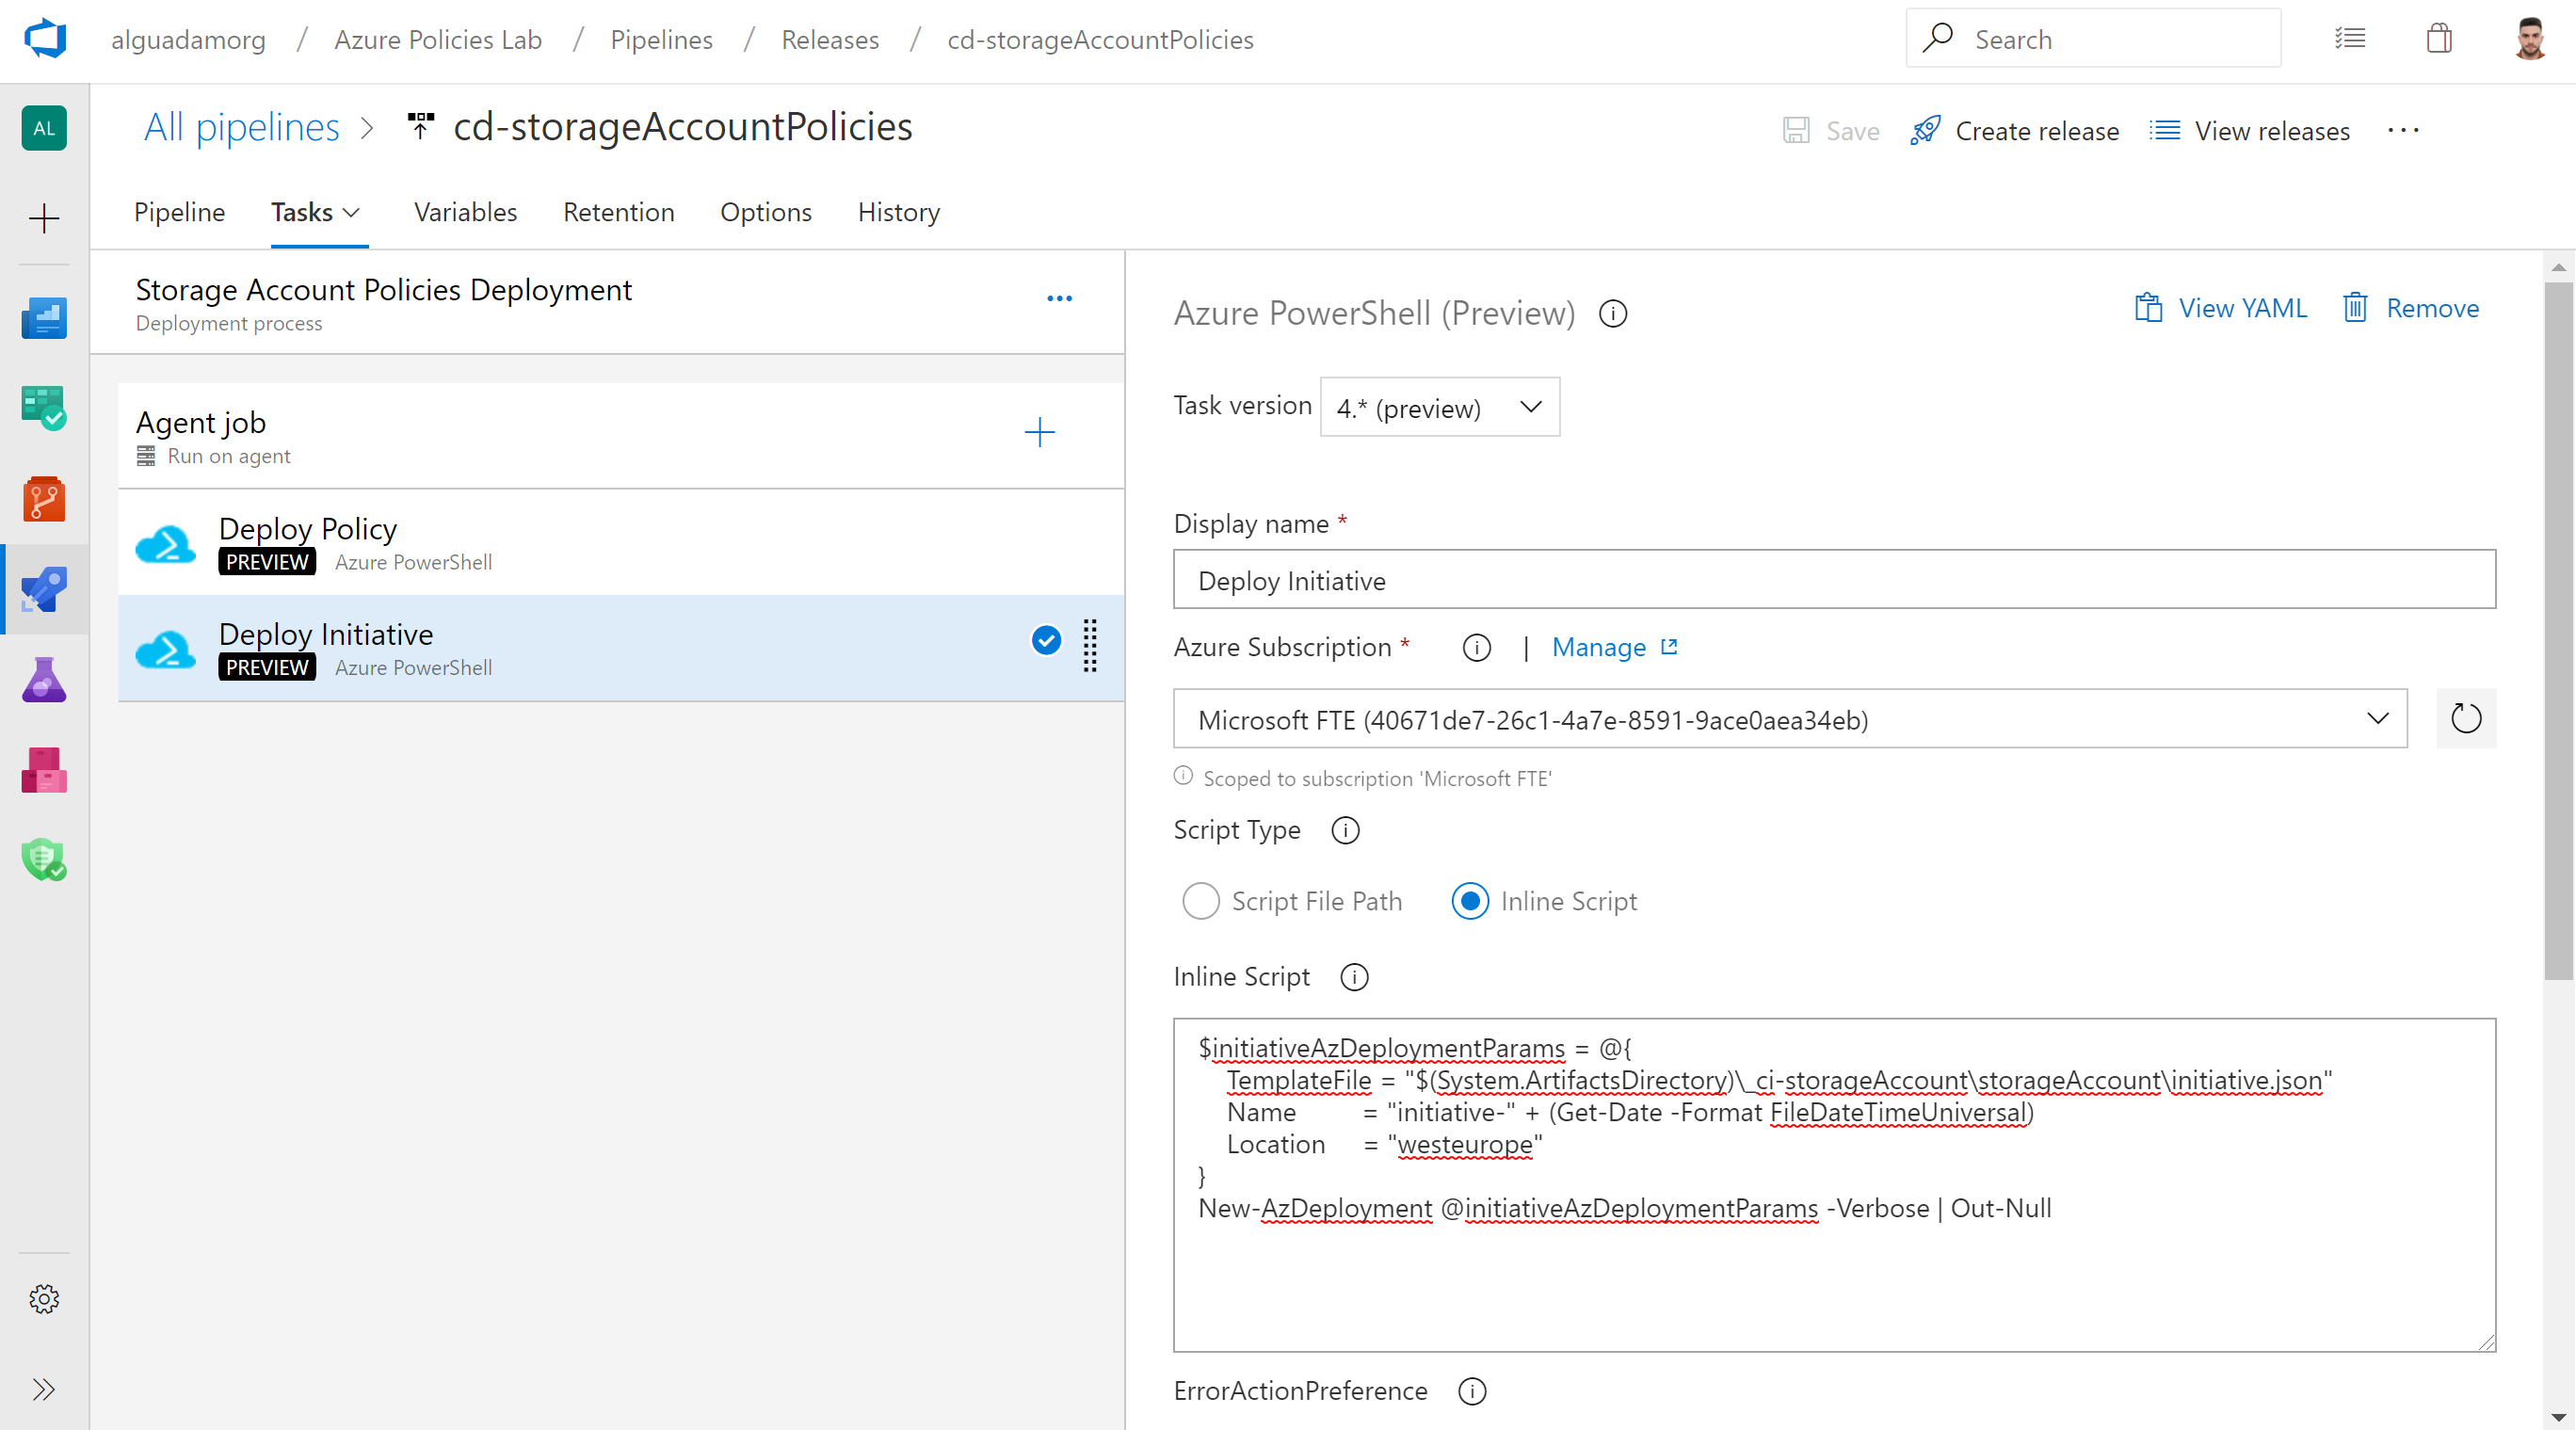 alguadamorg / Azure Policies Lab / Pipelines / Releases / cd-storageAccountPolicies
Search
AL
All pipelines > cd-storageAccountPolicies
Save Create release View releases ...
Pipeline Tasks Variables Retention Options History
Storage Account Policies Deployment
Deployment process
Agent job
Run on agent
Deploy Policy
PREVIEW Azure PowerShell
Deploy Initiative
PREVIEW Azure PowerShell
Azure PowerShell (Preview)
View YAML Remove
Task version 4.* (preview)
Display name *
Deploy Initiative
Azure Subscription * | Manage
Microsoft FTE (40671de7-26c1-4a7e-8591-9ace0aea34eb)
Scoped to subscription 'Microsoft FTE'
Script Type
Script File Path Inline Script
Inline Script
$initiativeAzDeploymentParams = @{
TemplateFile = "$(System.ArtifactsDirectory)\_ci-storageAccount\storageAccount\initiative.json"
Name = "initiative-" + (Get-Date -Format FileDateTimeUniversal)
Location = "westeurope"
}
New-AzDeployment @initiativeAzDeploymentParams -Verbose | Out-Null
ErrorActionPreference